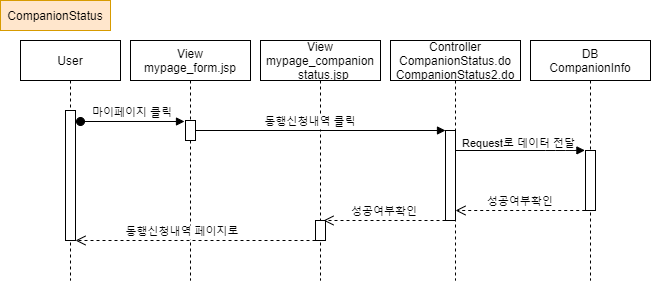 CompanionStatus
User
View
mypage_form.jsp
View
mypage_companion
status.jsp
Controller
CompanionStatus.do
CompanionStatus2.do
DB
CompanionInfo
마이페이지 클릭
동행신청내역 클릭
Request로 데이터 전달
성공여부확인
성공여부확인
동행신청내역 페이지로